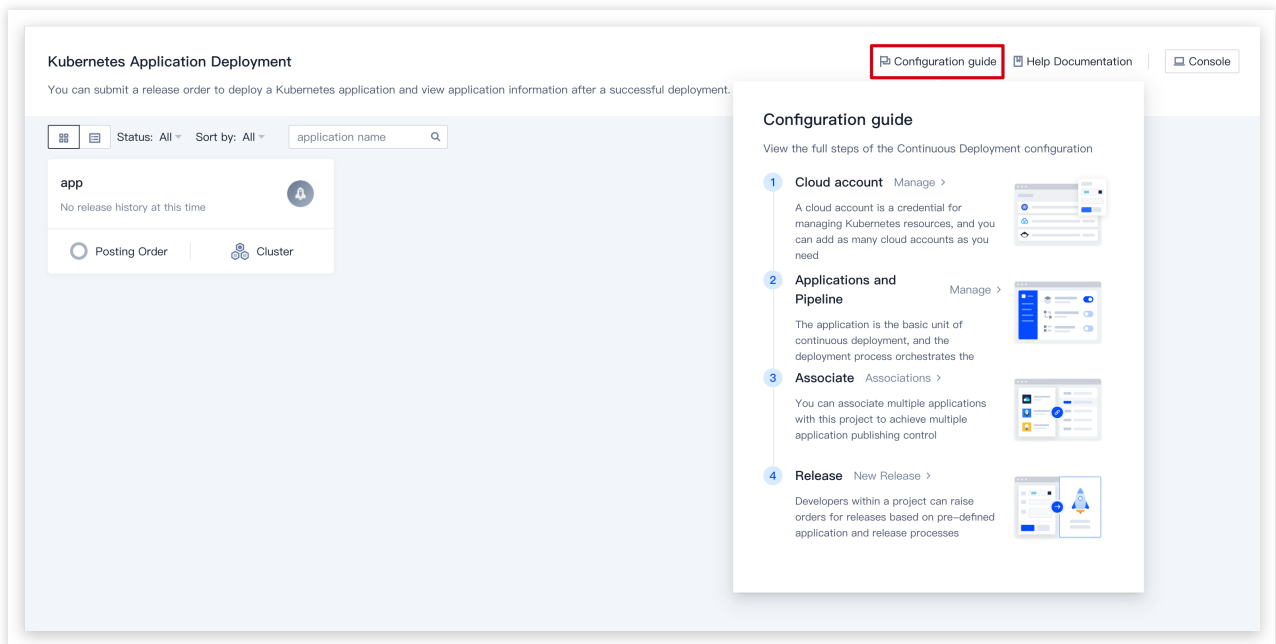 Kubernetes Application Deployment
Configuration guide
Help Documentation
Console
You can submit a release order to deploy a Kubernetes application and view application information after a successful deployment.
Status: All
Sort by: All
application name
app
No release history at this time
Posting Order
Cluster
Configuration guide
View the full steps of the Continuous Deployment configuration
1 Cloud account Manage >
A cloud account is a credential for
managing Kubernetes resources, and you
can add as many cloud accounts as you
need
2 Applications and
Pipeline
Manage >
The application is the basic unit of
continuous deployment, and the
deployment process orchestrates the
3 Associate Associations >
You can associate multiple applications
with this project to achieve multiple
application publishing control
4 Release New Release >
Developers within a project can raise
orders for releases based on pre-defined
application and release processes